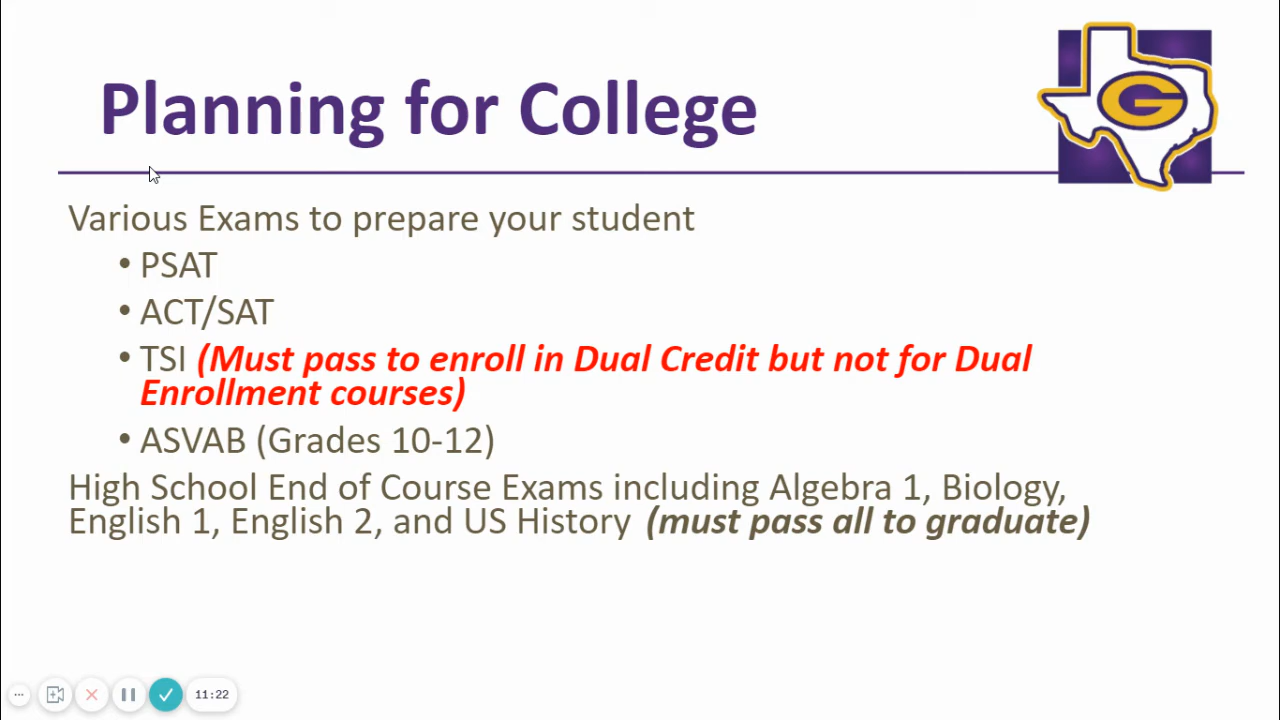 Planning for College
G
Various Exams to prepare your student
• PSAT
• ACT/SAT
• TSI (Must pass to enroll in Dual Credit but not for Dual
Enrollment courses)
• ASVAB (Grades 10-12)
High School End of Course Exams including Algebra 1, Biology,
English 1, English 2, and US History (must pass all to graduate)
11:22